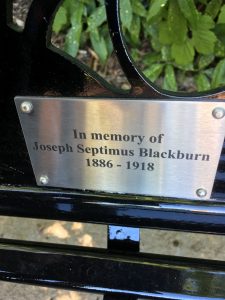 In memory of
Joseph Septimus Blackburn
1886 - 1918